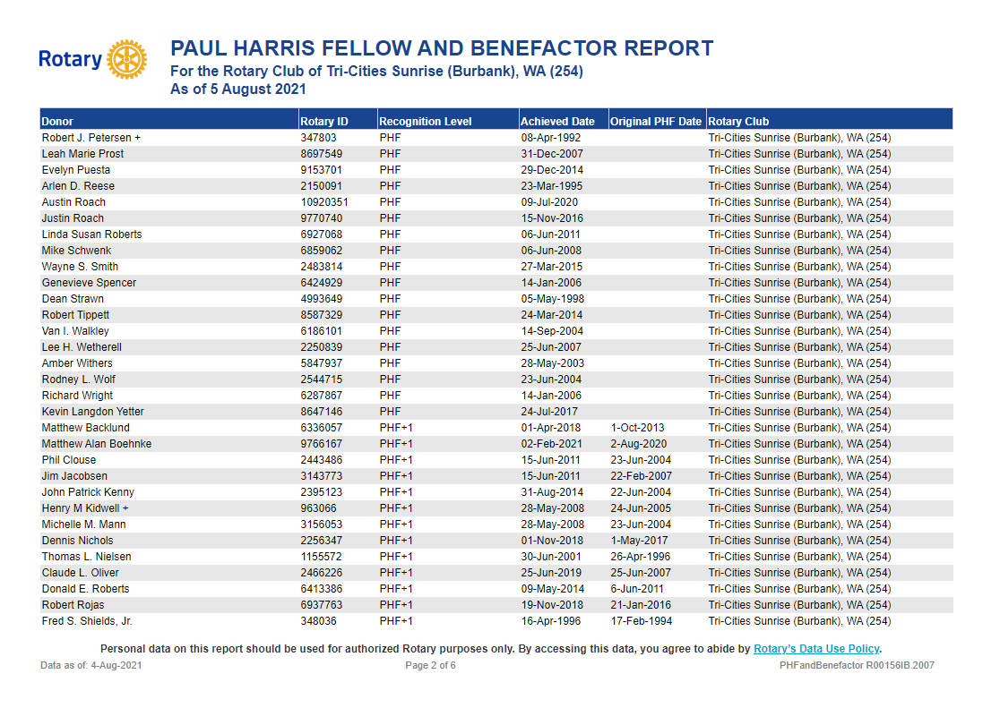 Rotary
PAUL HARRIS FELLOW AND BENEFACTOR REPORT
For the Rotary Club of Tri-Cities Sunrise (Burbank), WA (254)
As of 5 August 2021
Donor Rotary ID Recognition Level Achieved Date Original PHF Date Rotary Club
Robert J. Petersen + 347803 PHF 08-Apr-1992 Tri-Cities Sunrise (Burbank), WA (254)
Leah Marie Prost 8697549 PHF 31-Dec-2007 Tri-Cities Sunrise (Burbank), WA (254)
Evelyn Puesta 9153701 PHF 29-Dec-2014 Tri-Cities Sunrise (Burbank), WA (254)
Arlen D. Reese 2150091 PHF 23-Mar-1995 Tri-Cities Sunrise (Burbank), WA (254)
Austin Roach 10920351 PHF 09-Jul-2020 Tri-Cities Sunrise (Burbank), WA (254)
Justin Roach 9770740 PHF 15-Nov-2016 Tri-Cities Sunrise (Burbank), WA (254)
Linda Susan Roberts 6927068 PHF 06-Jun-2011 Tri-Cities Sunrise (Burbank), WA (254)
Mike Schwenk 6859062 PHF 06-Jun-2008 Tri-Cities Sunrise (Burbank), WA (254)
Wayne S. Smith 2483814 PHF 27-Mar-2015 Tri-Cities Sunrise (Burbank), WA (254)
Genevieve Spencer 6424929 PHF 14-Jan-2006 Tri-Cities Sunrise (Burbank), WA (254)
Dean Strawn 4993649 PHF 05-May-1998 Tri-Cities Sunrise (Burbank), WA (254)
Robert Tippett 8587329 PHF 24-Mar-2014 Tri-Cities Sunrise (Burbank), WA (254)
Van I. Walkley 6186101 PHF 14-Sep-2004 Tri-Cities Sunrise (Burbank), WA (254)
Lee H. Wetherell 2250839 PHF 25-Jun-2007 Tri-Cities Sunrise (Burbank), WA (254)
Amber Withers 5847937 PHF 28-May-2003 Tri-Cities Sunrise (Burbank), WA (254)
Rodney L. Wolf 2544715 PHF 23-Jun-2004 Tri-Cities Sunrise (Burbank), WA (254)
Richard Wright 6287867 PHF 14-Jan-2006 Tri-Cities Sunrise (Burbank), WA (254)
Kevin Langdon Yetter 8647146 PHF 24-Jul-2017 Tri-Cities Sunrise (Burbank), WA (254)
Matthew Backlund 6336057 PHF+1 01-Apr-2018 1-Oct-2013 Tri-Cities Sunrise (Burbank), WA (254)
Matthew Alan Boehnke 9766167 PHF+1 02-Feb-2021 2-Aug-2020 Tri-Cities Sunrise (Burbank), WA (254)
Phil Clouse 2443486 PHF+1 15-Jun-2011 23-Jun-2004 Tri-Cities Sunrise (Burbank), WA (254)
Jim Jacobsen 3143773 PHF+1 15-Jun-2011 22-Feb-2007 Tri-Cities Sunrise (Burbank), WA (254)
John Patrick Kenny 2395123 PHF+1 31-Aug-2014 22-Jun-2004 Tri-Cities Sunrise (Burbank), WA (254)
Henry M Kidwell + 963066 PHF+1 28-May-2008 24-Jun-2005 Tri-Cities Sunrise (Burbank), WA (254)
Michelle M. Mann 3156053 PHF+1 28-May-2008 23-Jun-2004 Tri-Cities Sunrise (Burbank), WA (254)
Dennis Nichols 2256347 PHF+1 01-Nov-2018 1-May-2017 Tri-Cities Sunrise (Burbank), WA (254)
Thomas L. Nielsen 1155572 PHF+1 30-Jun-2001 26-Apr-1996 Tri-Cities Sunrise (Burbank), WA (254)
Claude L. Oliver 2466226 PHF+1 25-Jun-2019 25-Jun-2007 Tri-Cities Sunrise (Burbank), WA (254)
Donald E. Roberts 6413386 PHF+1 09-May-2014 6-Jun-2011 Tri-Cities Sunrise (Burbank), WA (254)
Robert Rojas 6937763 PHF+1 19-Nov-2018 21-Jan-2016 Tri-Cities Sunrise (Burbank), WA (254)
Fred S. Shields, Jr. 348036 PHF+1 16-Apr-1996 17-Feb-1994 Tri-Cities Sunrise (Burbank), WA (254)
Personal data on this report should be used for authorized Rotary purposes only. By accessing this data, you agree to abide by Rotary's Data Use Policy.
Data as of: 4-Aug-2021 Page 2 of 6 PHFandBenefactor R00156IB.2007